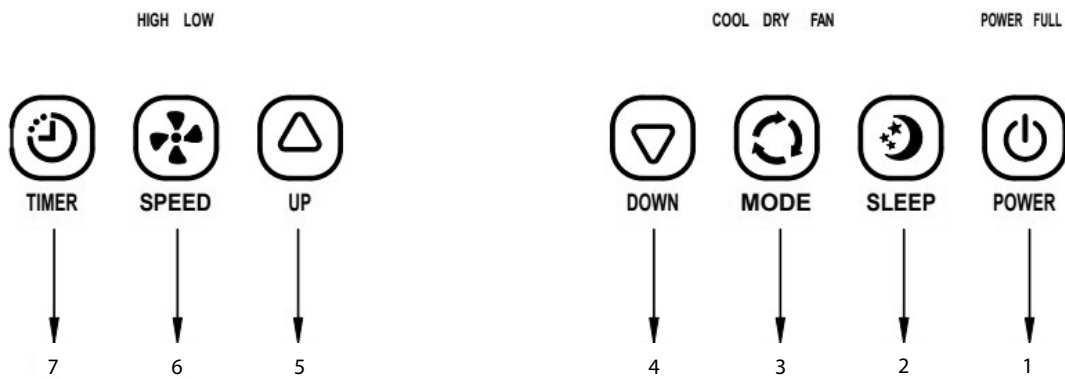 HIGH LOW COOL DRY FAN POWER FULL
TIMER SPEED UP DOWN MODE SLEEP POWER
7 6 5 4 3 2 1